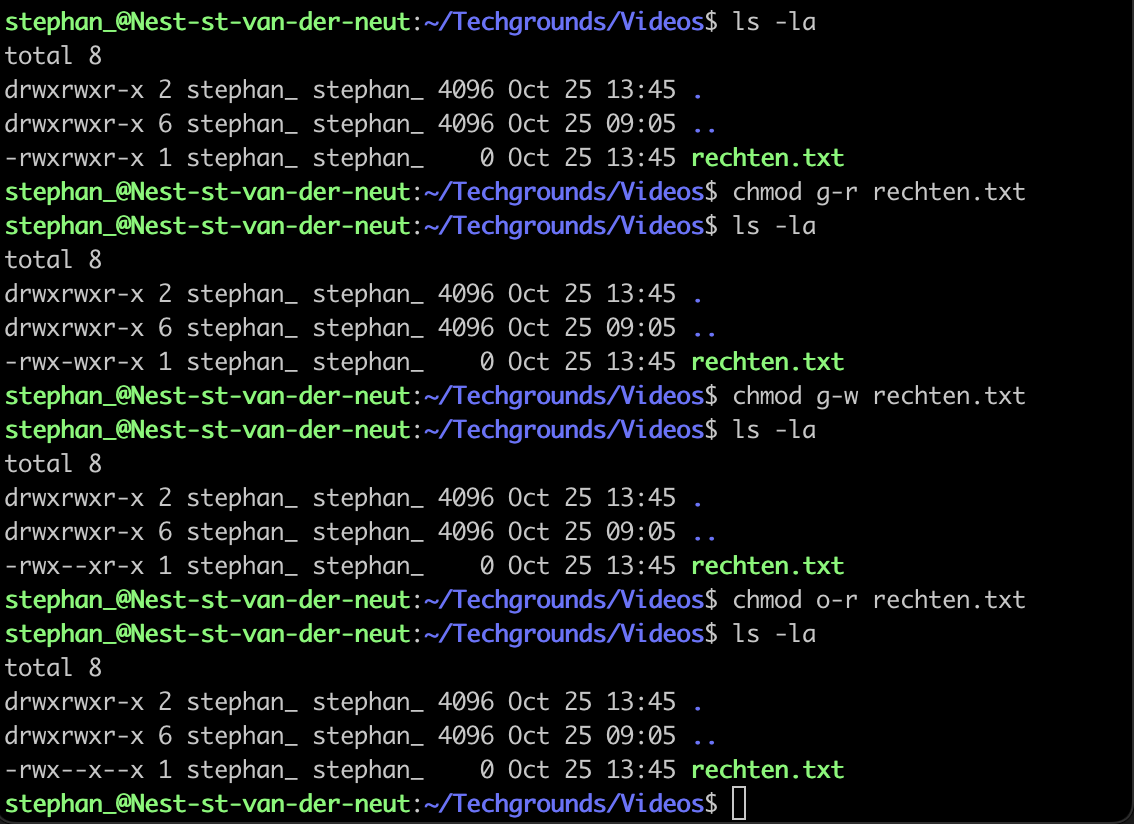 stephan_@Nest-st-van-der-neut:~/Techgrounds/Videos$ ls -la
total 8
drwxrwxr-x 2 stephan_ stephan_ 4096 Oct 25 13:45 .
drwxrwxr-x 6 stephan_ stephan_ 4096 Oct 25 09:05 ..
-rwxrwxr-x 1 stephan_ stephan_    0 Oct 25 13:45 rechten.txt
stephan_@Nest-st-van-der-neut:~/Techgrounds/Videos$ chmod g-r rechten.txt
stephan_@Nest-st-van-der-neut:~/Techgrounds/Videos$ ls -la
total 8
drwxrwxr-x 2 stephan_ stephan_ 4096 Oct 25 13:45 .
drwxrwxr-x 6 stephan_ stephan_ 4096 Oct 25 09:05 ..
-rwx-wxr-x 1 stephan_ stephan_    0 Oct 25 13:45 rechten.txt
stephan_@Nest-st-van-der-neut:~/Techgrounds/Videos$ chmod g-w rechten.txt
stephan_@Nest-st-van-der-neut:~/Techgrounds/Videos$ ls -la
total 8
drwxrwxr-x 2 stephan_ stephan_ 4096 Oct 25 13:45 .
drwxrwxr-x 6 stephan_ stephan_ 4096 Oct 25 09:05 ..
-rwx--xr-x 1 stephan_ stephan_    0 Oct 25 13:45 rechten.txt
stephan_@Nest-st-van-der-neut:~/Techgrounds/Videos$ chmod o-r rechten.txt
stephan_@Nest-st-van-der-neut:~/Techgrounds/Videos$ ls -la
total 8
drwxrwxr-x 2 stephan_ stephan_ 4096 Oct 25 13:45 .
drwxrwxr-x 6 stephan_ stephan_ 4096 Oct 25 09:05 ..
-rwx--x--x 1 stephan_ stephan_    0 Oct 25 13:45 rechten.txt
stephan_@Nest-st-van-der-neut:~/Techgrounds/Videos$